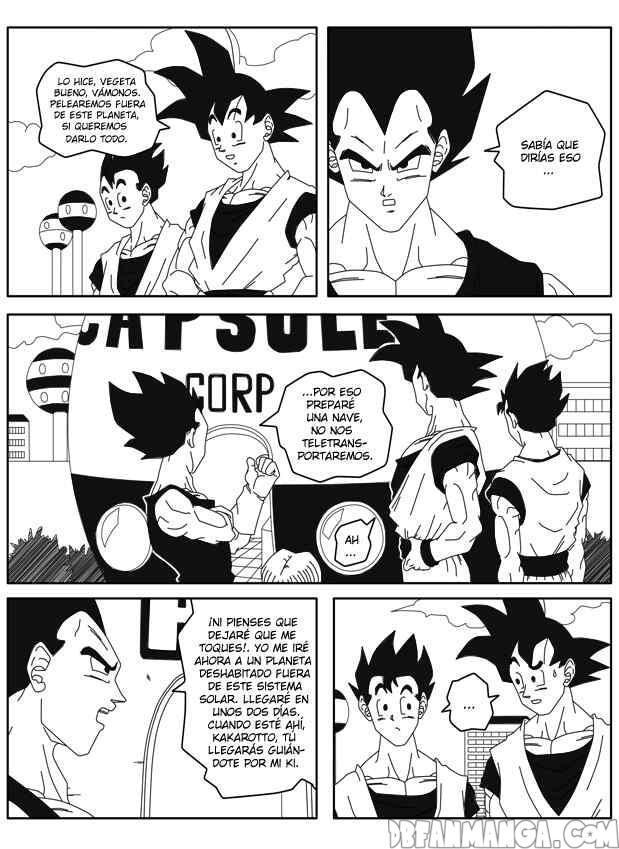 LO HICE, VEGETA
BUENO, VÁMONOS.
PELEAREMOS FUERA
DE ESTE PLANETA,
SI QUEREMOS
DARLO TODO.
SABÍA QUE
DIRÍAS ESO
...
CAPSULE
CORP
...POR ESO
PREPARÉ
UNA NAVE,
NO NOS
TELETRANS-
PORTAREMOS.
AH
...
¡NI PIENSES QUE
DEJARÉ QUE ME
TOQUES!. YO ME IRÉ
AHORA A UN PLANETA
DESHABITADO FUERA
DE ESTE SISTEMA
SOLAR. LLEGARÉ EN
UNOS DOS DÍAS.
CUANDO ESTÉ AHÍ,
KAKAROTTO, TÚ
LLEGARÁS GUIÁN-
DOTE POR MI KI.
...
DBFANMANGA.COM